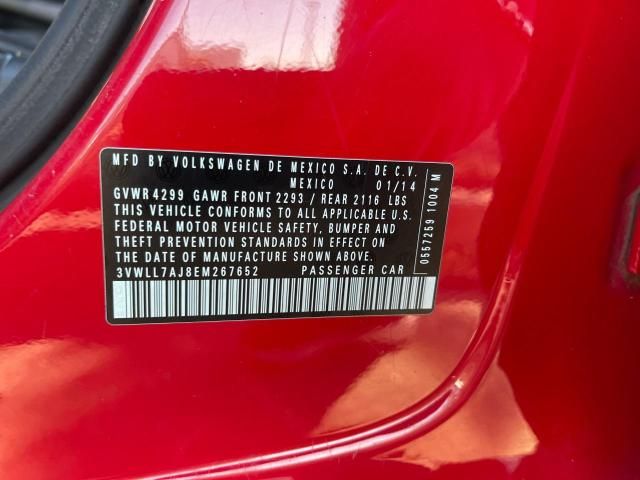 MFD BY VOLKSWAGEN DE MEXICO S.A. DE C.V.
MEXICO 01/14
GVWR 4299 GAWR FRONT 2293 / REAR 2116 LBS
THIS VEHICLE CONFORMS TO ALL APPLICABLE U.S.
FEDERAL MOTOR VEHICLE SAFETY, BUMPER AND
THEFT PREVENTION STANDARDS IN EFFECT ON
THE DATE OF MANUFACTURE SHOWN ABOVE
3VWLL7AJ8EM267652 PASSENGER CAR
0557259 1004 M